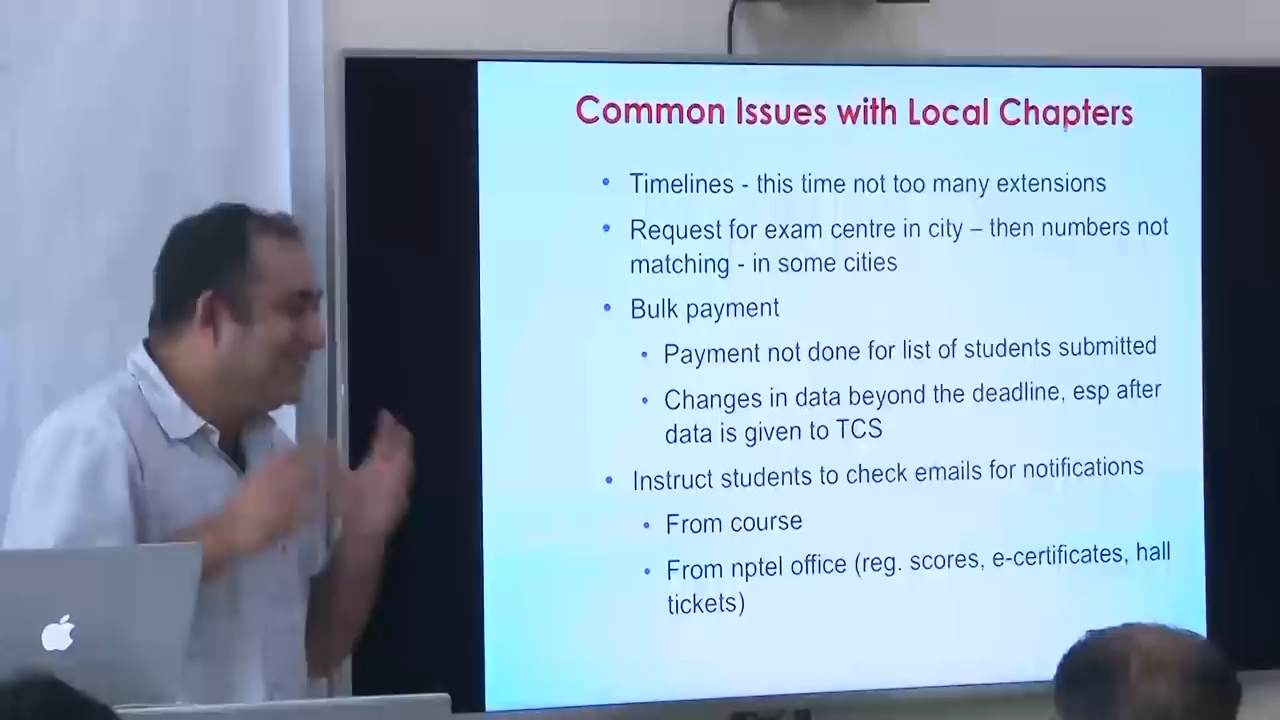 Common Issues with Local Chapters
• Timelines - this time not too many extensions
• Request for exam centre in city – then numbers not
matching - in some cities
• Bulk payment
• Payment not done for list of students submitted
• Changes in data beyond the deadline, esp after
data is given to TCS
• Instruct students to check emails for notifications
• From course
• From nptel office (reg. scores, e-certificates, hall
tickets)